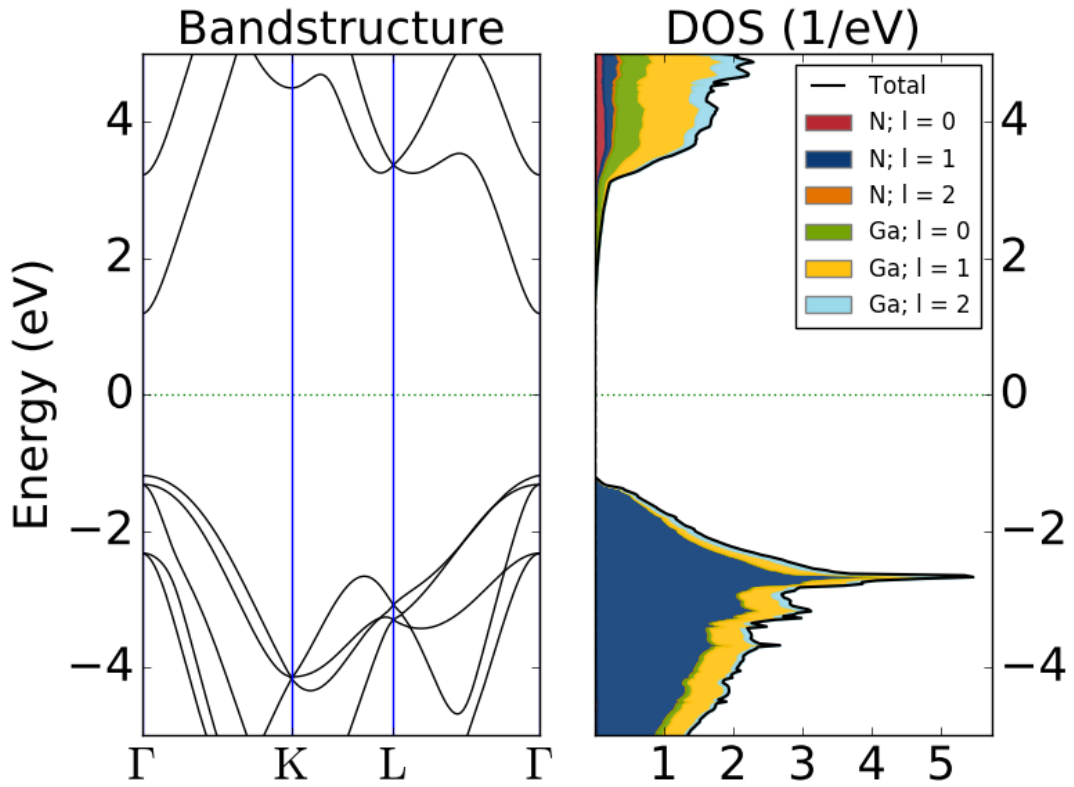 Bandstructure
DOS (1/eV)
Energy (eV)
4
2
0
−2
−4
Γ
K
L
Γ
Total
N; l = 0
N; l = 1
N; l = 2
Ga; l = 0
Ga; l = 1
Ga; l = 2
4
2
0
−2
−4
1
2
3
4
5